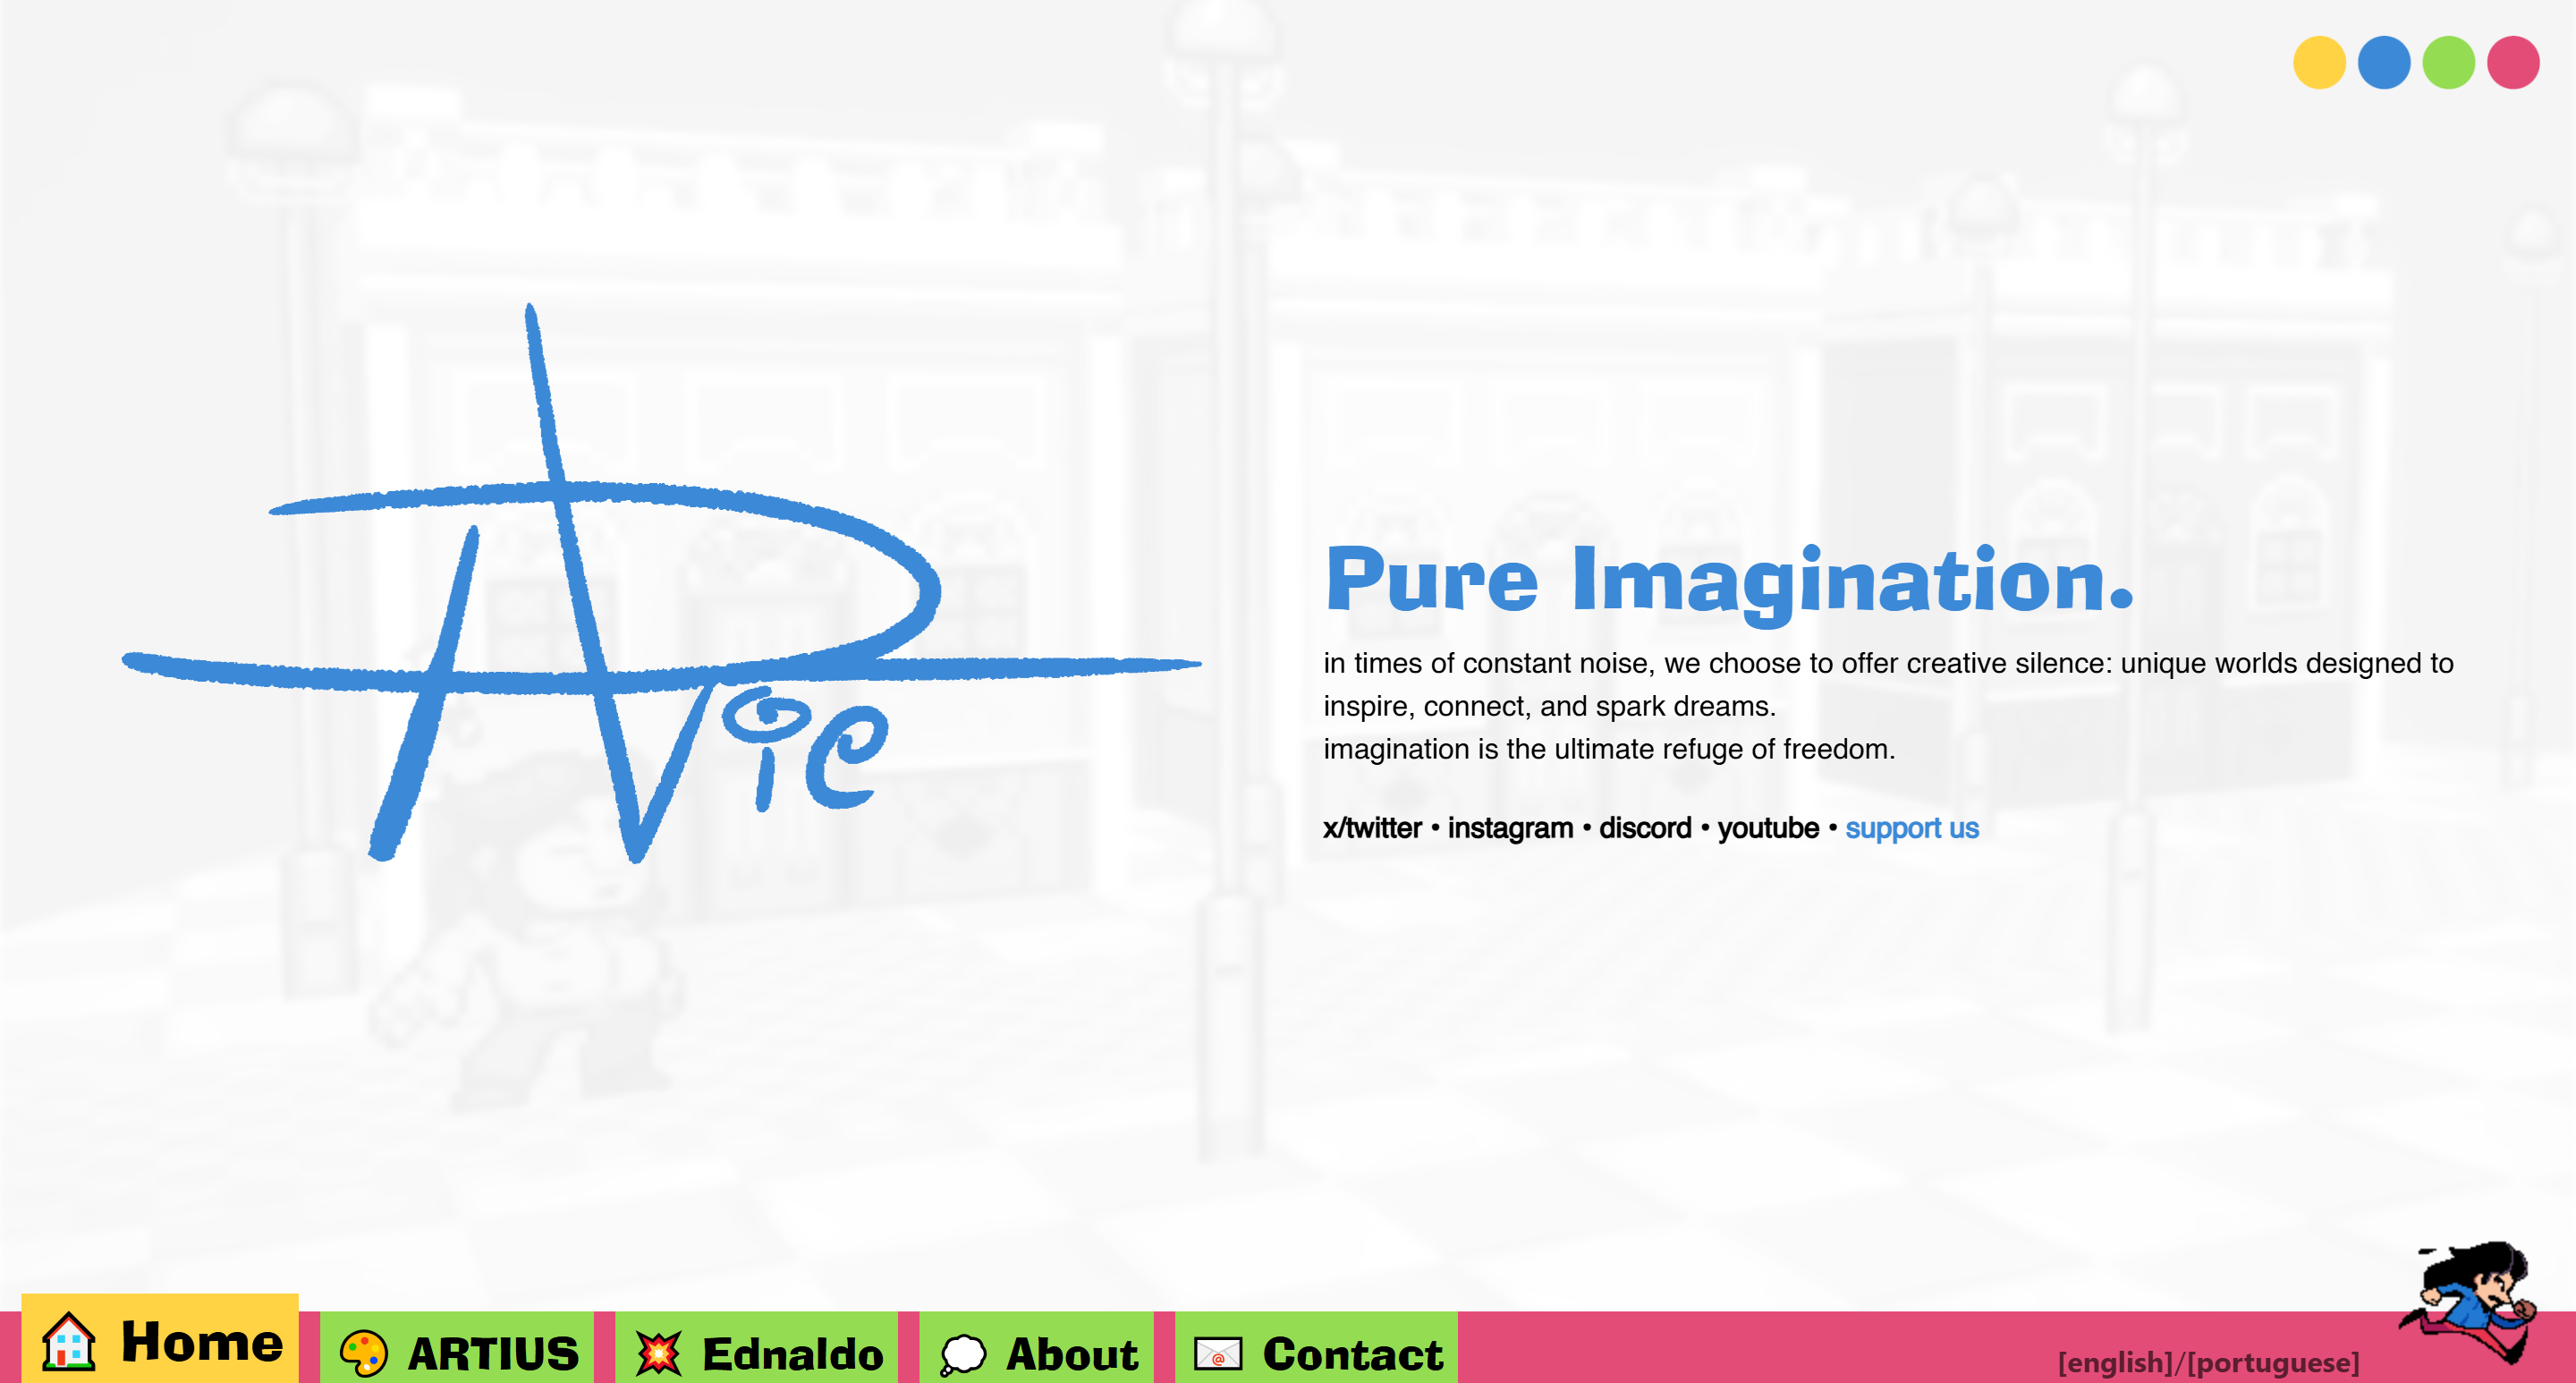 Pure Imagination.
in times of constant noise, we choose to offer creative silence: unique worlds designed to
inspire, connect, and spark dreams.
imagination is the ultimate refuge of freedom.
x/twitter • instagram • discord • youtube • support us
Home
ARTIUS
Ednaldo
About
Contact
[english]/[portuguese]